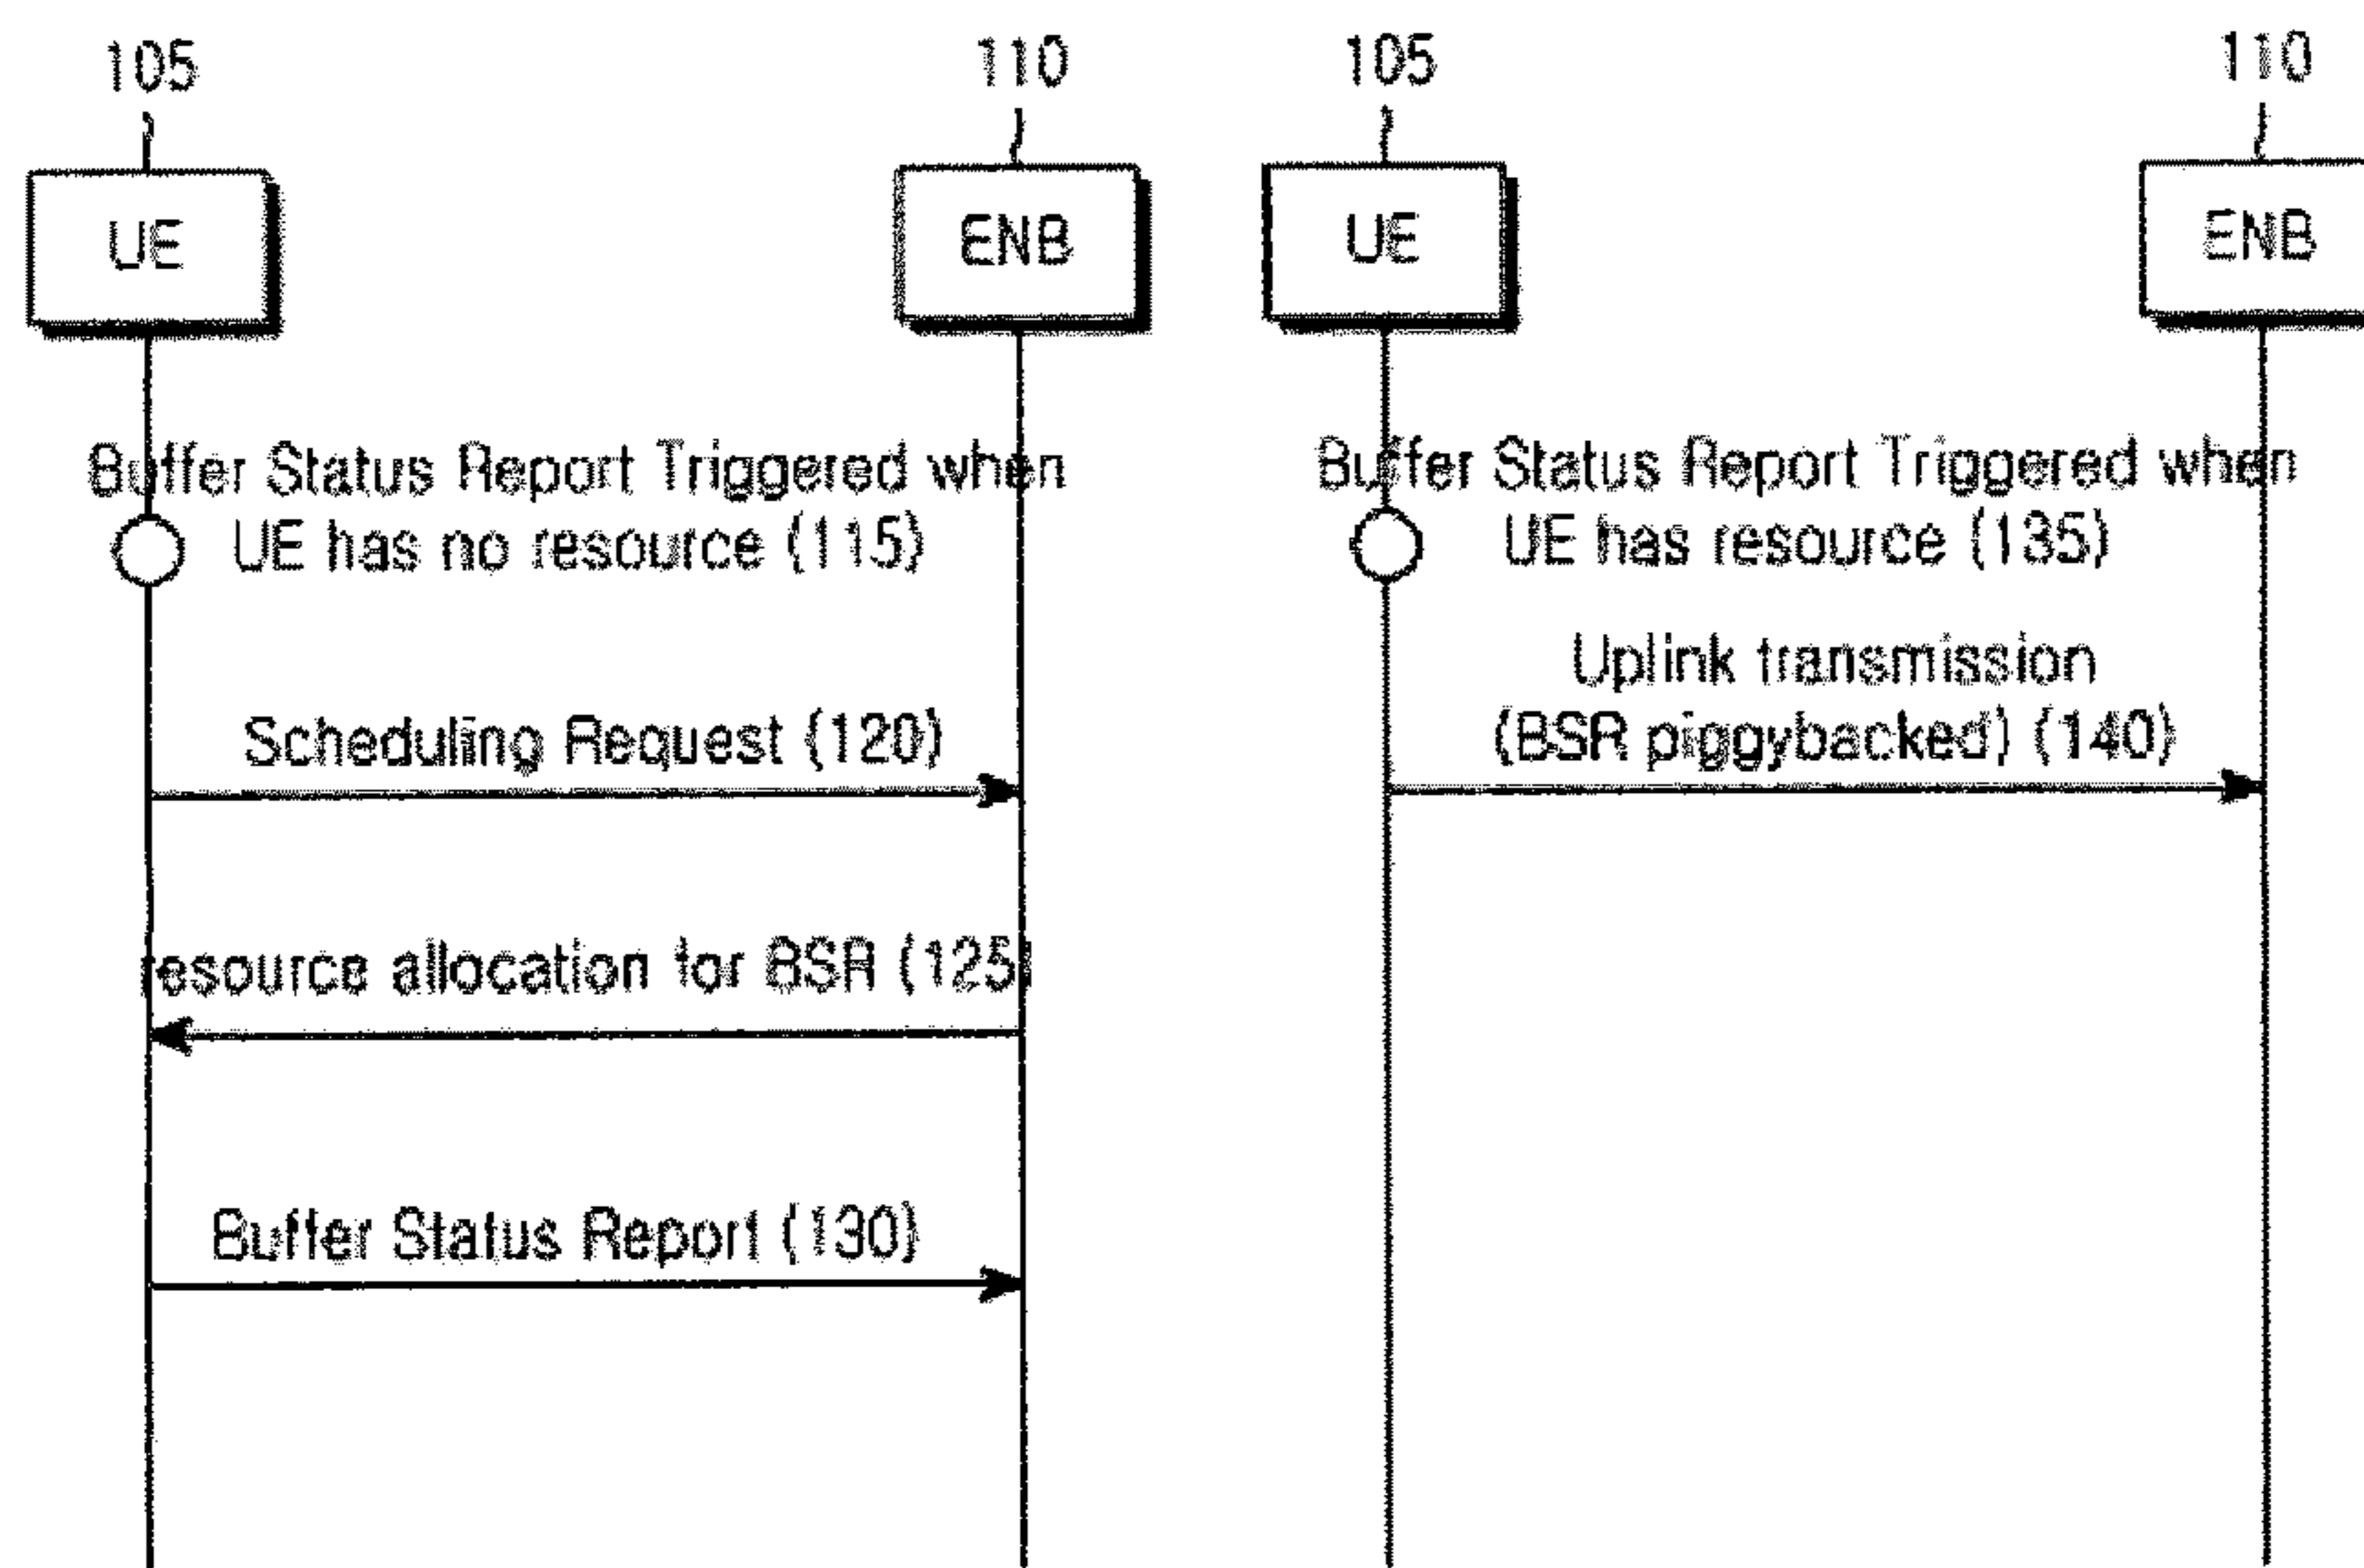 105
110
UE
ENB
Buffer Status Report Triggered when
UE has no resource (115)
Scheduling Request (120)
resource allocation for BSR (125)
Buffer Status Report (130)
105
110
UE
ENB
Buffer Status Report Triggered when
UE has resource (135)
Uplink transmission
(BSR piggybacked) (140)